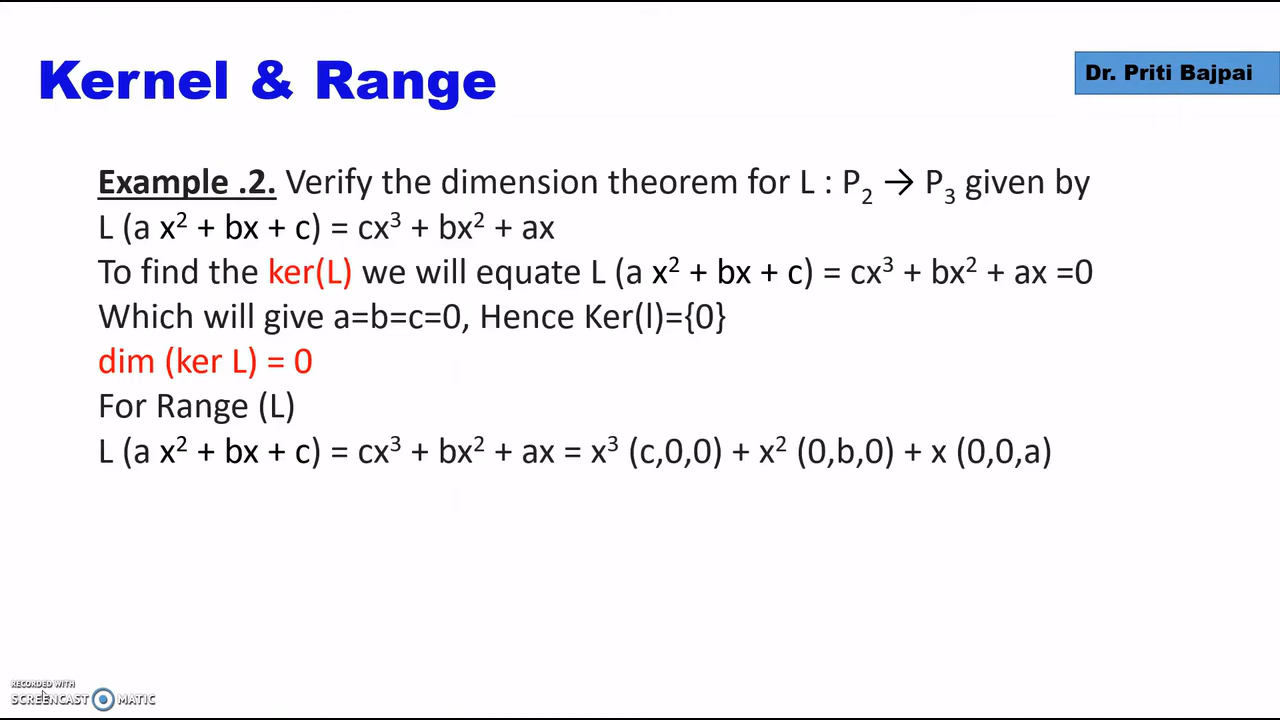 Kernel & Range
Dr. Priti Bajpai
Example .2. Verify the dimension theorem for L : P₂ → P₃ given by
L (a x² + bx + c) = cx³ + bx² + ax
To find the ker(L) we will equate L (a x² + bx + c) = cx³ + bx² + ax =0
Which will give a=b=c=0, Hence Ker(l)={0}
dim (ker L) = 0
For Range (L)
L (a x² + bx + c) = cx³ + bx² + ax = x³ (c,0,0) + x² (0,b,0) + x (0,0,a)
RECORDED WITH
SCREENCAST MATIC